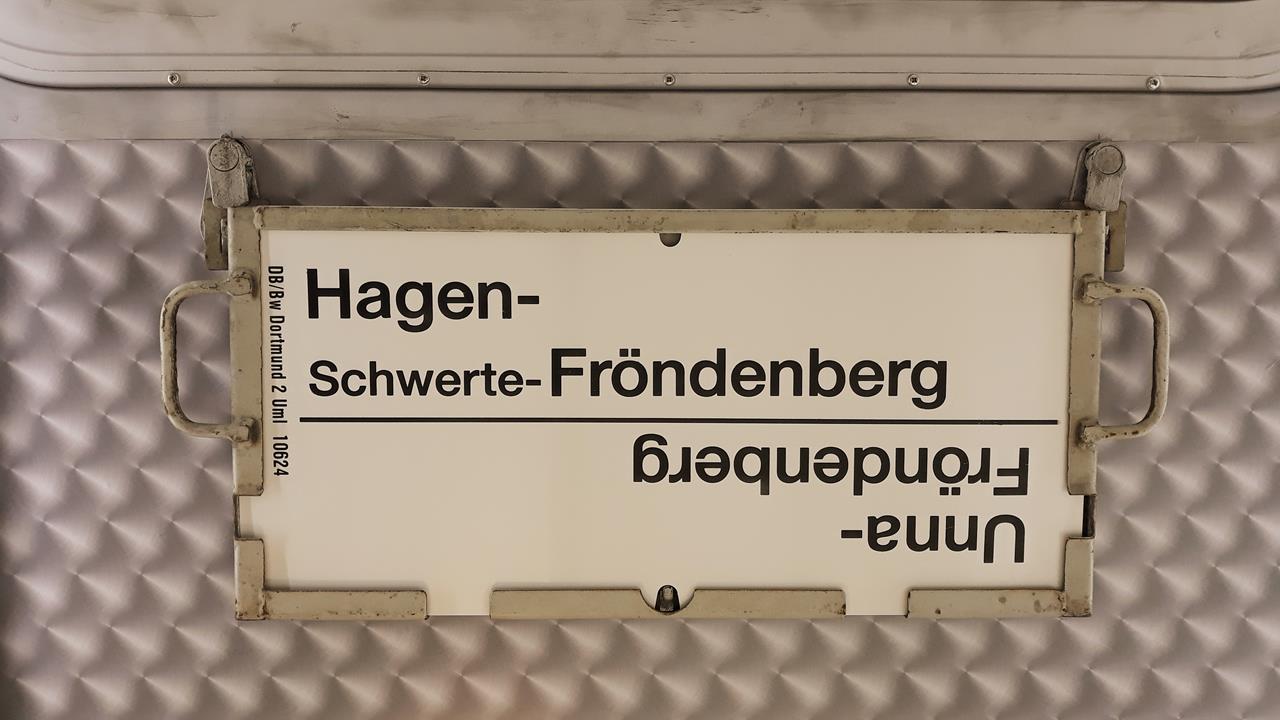 Hagen-
Schwerte-Fröndenberg
Unna-
Fröndenberg
DB/Bw Dortmund 2 Uml 10624